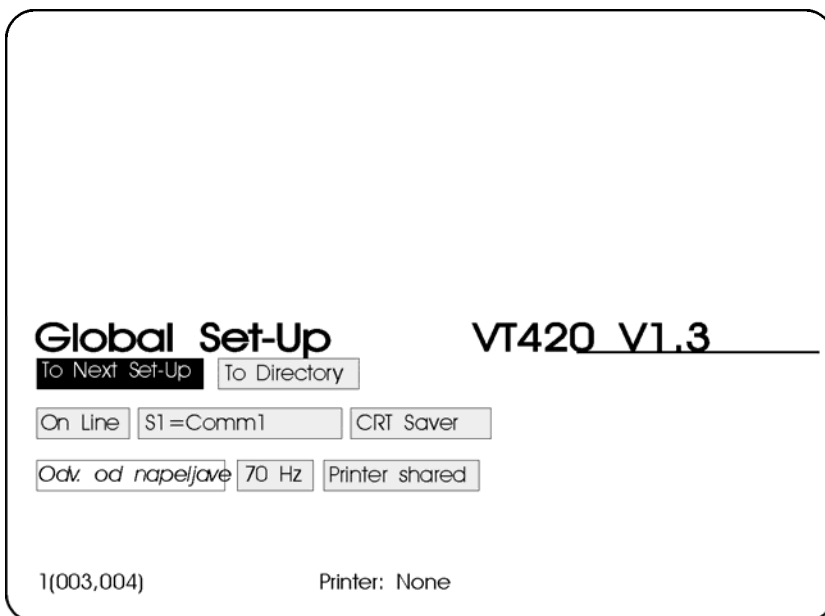 Global Set-Up VT420 V1.3
To Next Set-Up To Directory
On Line S1=Comm1 CRT Saver
Odv. od napeljave 70 Hz Printer shared
1(003,004) Printer: None